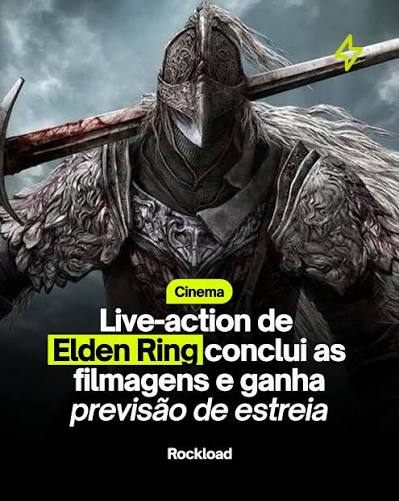 Cinema
Live-action de
Elden Ring conclui as
filmagens e ganha
previsão de estreia
Rockload